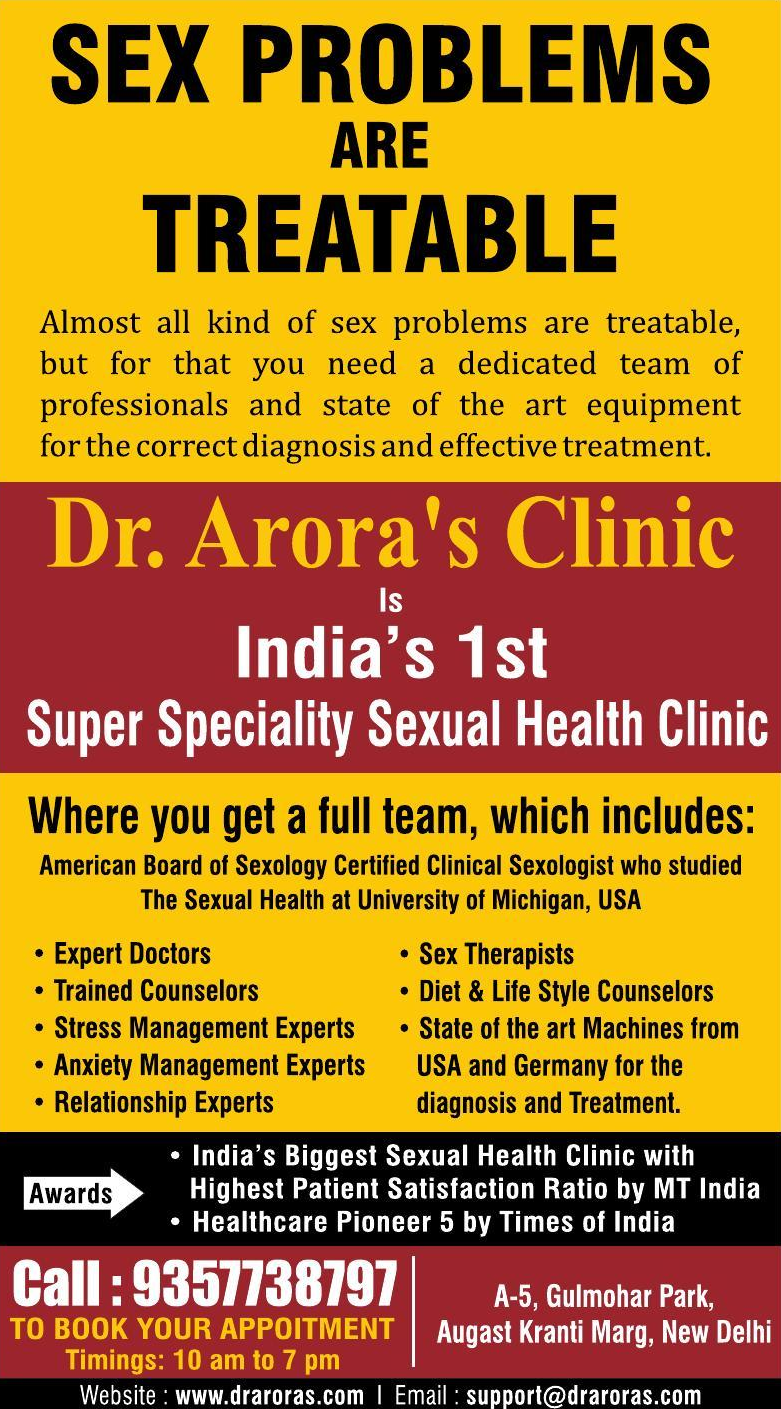 SEX PROBLEMS
ARE
TREATABLE
Almost all kind of sex problems are treatable,
but for that you need a dedicated team of
professionals and state of the art equipment
for the correct diagnosis and effective treatment.
Dr. Arora's Clinic
Is
India’s 1st
Super Speciality Sexual Health Clinic
Where you get a full team, which includes:
American Board of Sexology Certified Clinical Sexologist who studied
The Sexual Health at University of Michigan, USA
• Expert Doctors
• Trained Counselors
• Stress Management Experts
• Anxiety Management Experts
• Relationship Experts
• Sex Therapists
• Diet & Life Style Counselors
• State of the art Machines from
USA and Germany for the
diagnosis and Treatment.
Awards
• India’s Biggest Sexual Health Clinic with
Highest Patient Satisfaction Ratio by MT India
• Healthcare Pioneer 5 by Times of India
Call : 9357738797
TO BOOK YOUR APPOITMENT
Timings: 10 am to 7 pm
A-5, Gulmohar Park,
Augast Kranti Marg, New Delhi
Website : www.draroras.com I Email : support@draroras.com